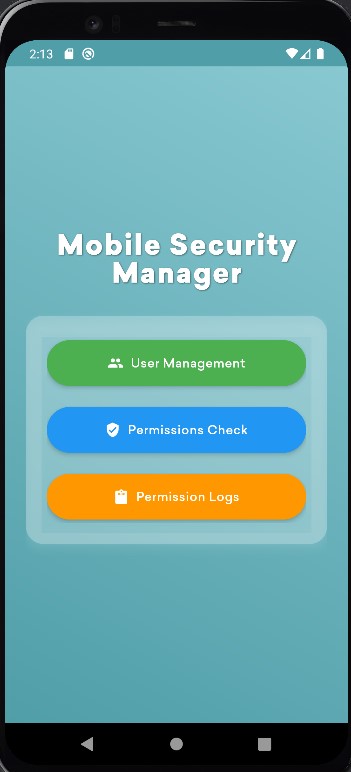 2:13
Mobile Security
Manager
User Management
Permissions Check
Permission Logs